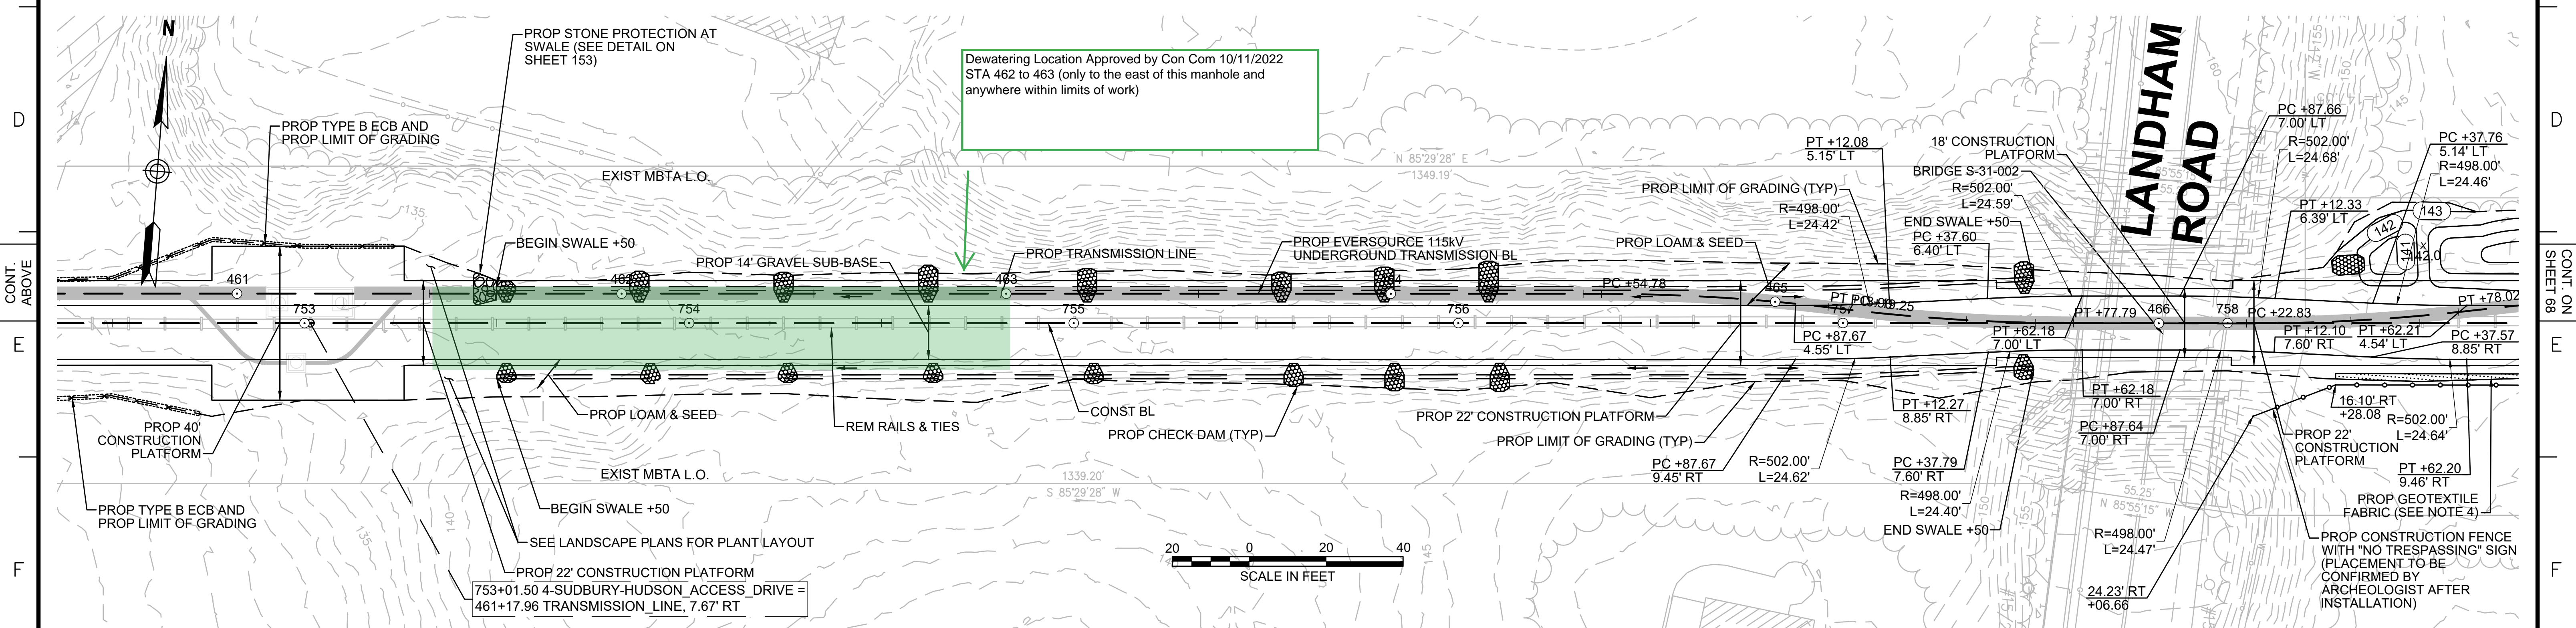 N
PROP STONE PROTECTION AT
SWALE (SEE DETAIL ON
SHEET 153)
Dewatering Location Approved by Con Com 10/11/2022
STA 462 to 463 (only to the east of this manhole and
anywhere within limits of work)
LANDHAM
ROAD
D
D
PROP TYPE B ECB AND
PROP LIMIT OF GRADING
EXIST MBTA L.O.
N 85°29'28" E
1349.19'
PT +12.08
5.15' LT
18' CONSTRUCTION
PLATFORM
BRIDGE S-31-002
PC +87.66
7.00' LT
R=502.00'
L=24.68'
PC +37.76
5.14' LT
R=498.00'
L=24.46'
PROP LIMIT OF GRADING (TYP)
R=502.00'
L=24.59'
R=498.00'
L=24.42'
END SWALE +50
PC +37.60
6.40' LT
PT +12.33
6.39' LT
143
142
141
142.0
135
160
155
150
145
BEGIN SWALE +50
PROP 14' GRAVEL SUB-BASE
PROP TRANSMISSION LINE
PROP EVERSOURCE 115kV
UNDERGROUND TRANSMISSION BL
PROP LOAM & SEED
CONT.
ABOVE
CONT. ON
SHEET 68
461
462
463
464
465
466
PC +54.78
PT +78.02
753
754
755
756
757
758
PT +77.79
PC +22.83
E
E
PC +87.67
4.55' LT
PT +62.18
7.00' LT
PT +12.10
7.60' RT
PT +62.21
4.54' LT
PC +37.57
8.85' RT
PROP 40'
CONSTRUCTION
PLATFORM
PROP LOAM & SEED
REM RAILS & TIES
CONST BL
PROP CHECK DAM (TYP)
PROP 22' CONSTRUCTION PLATFORM
PROP LIMIT OF GRADING (TYP)
PT +12.27
8.85' RT
PT +62.18
7.00' RT
PC +87.64
7.00' RT
16.10' RT
+28.08
R=502.00'
L=24.64'
PROP 22'
CONSTRUCTION
PLATFORM
EXIST MBTA L.O.
1339.20'
S 85°29'28" W
PC +87.67
9.45' RT
R=502.00'
L=24.62'
PC +37.79
7.60' RT
R=498.00'
L=24.40'
END SWALE +50
PT +62.20
9.46' RT
PROP GEOTEXTILE
FABRIC (SEE NOTE 4)
55.25'
N 85°55'15" W
PROP TYPE B ECB AND
PROP LIMIT OF GRADING
BEGIN SWALE +50
SEE LANDSCAPE PLANS FOR PLANT LAYOUT
PROP 22' CONSTRUCTION PLATFORM
753+01.50 4-SUDBURY-HUDSON_ACCESS_DRIVE =
461+17.96 TRANSMISSION_LINE, 7.67' RT
135
140
145
150
155
20 0 20 40
SCALE IN FEET
R=498.00'
L=24.47'
24.23' RT
+06.66
PROP CONSTRUCTION FENCE
WITH "NO TRESPASSING" SIGN
(PLACEMENT TO BE
CONFIRMED BY
ARCHEOLOGIST AFTER
INSTALLATION)
F
F